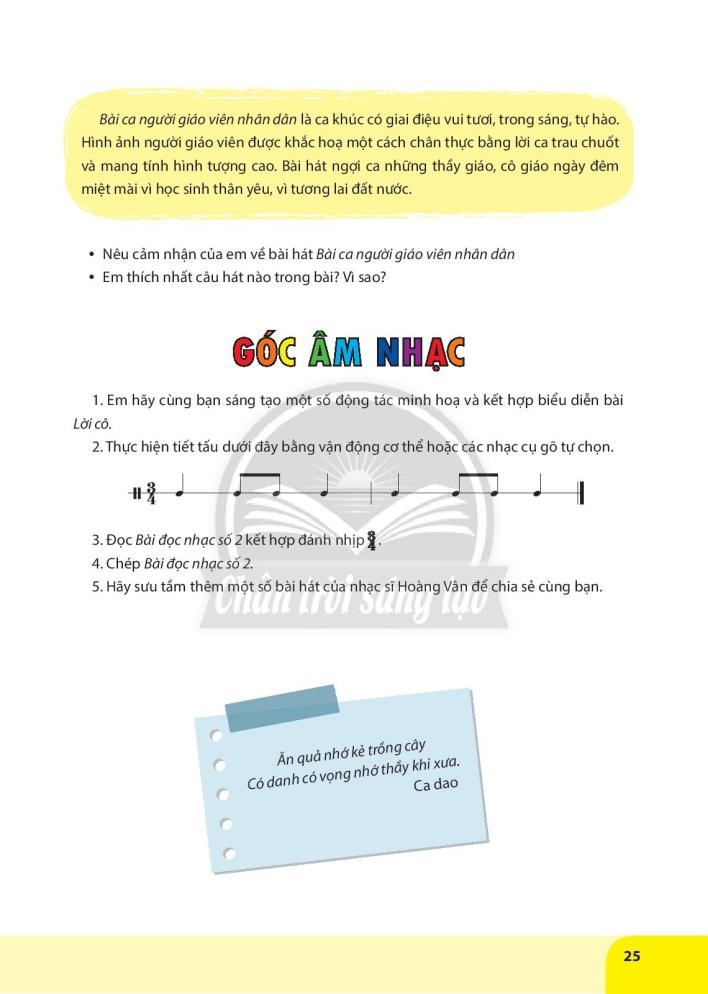 Bài ca người giáo viên nhân dân là ca khúc có giai điệu vui tươi, trong sáng, tự hào.
Hình ảnh người giáo viên được khắc hoạ một cách chân thực bằng lời ca trau chuốt
và mang tính hình tượng cao. Bài hát ngợi ca những thầy giáo, cô giáo ngày đêm
miệt mài vì học sinh thân yêu, vì tương lai đất nước.
• Nêu cảm nhận của em về bài hát Bài ca người giáo viên nhân dân
• Em thích nhất câu hát nào trong bài? Vì sao?
GÓC ÂM NHẠC
1. Em hãy cùng bạn sáng tạo một số động tác minh hoạ và kết hợp biểu diễn bài
Lời cô.
2. Thực hiện tiết tấu dưới đây bằng vận động cơ thể hoặc các nhạc cụ gõ tự chọn.
3
4
3. Đọc Bài đọc nhạc số 2 kết hợp đánh nhịp 3/4.
4. Chép Bài đọc nhạc số 2.
5. Hãy sưu tầm thêm một số bài hát của nhạc sĩ Hoàng Vân để chia sẻ cùng bạn.
Chân trời sáng tạo
Ăn quả nhớ kẻ trồng cây
Có danh có vọng nhớ thầy khi xưa.
Ca dao
25